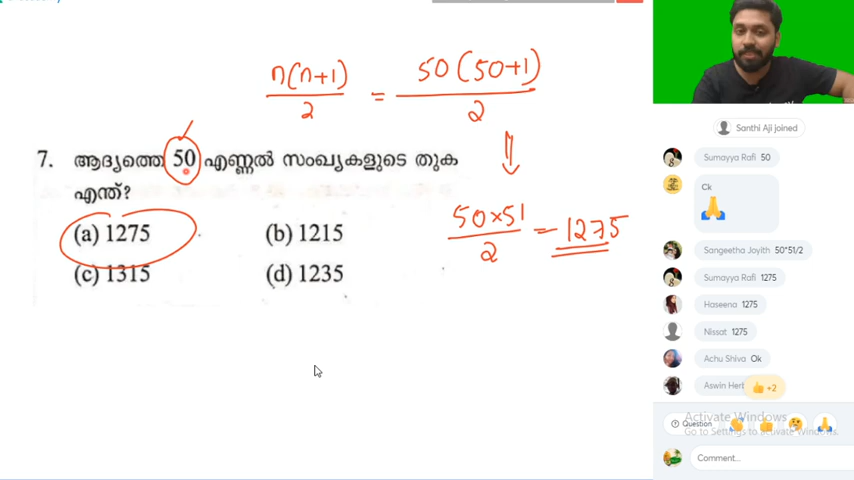 n(n+1)/2 = 50(50+1)/2
7. ആദ്യത്തെ 50 എണ്ണൽ സംഖ്യകളുടെ തുക
എന്ത്?
50×51/2 = 1275
(a) 1275 (b) 1215
(c) 1315 (d) 1235
Santhi Aji joined
Sumayya Rafi 50
Ck
Sangeetha Joyith 50*51/2
Sumayya Rafi 1275
Haseena 1275
Nissat 1275
Achu Shiva Ok
Aswin Herb
+2
Activate Windows
Question
Go to Settings to activate Windows.
Comment...